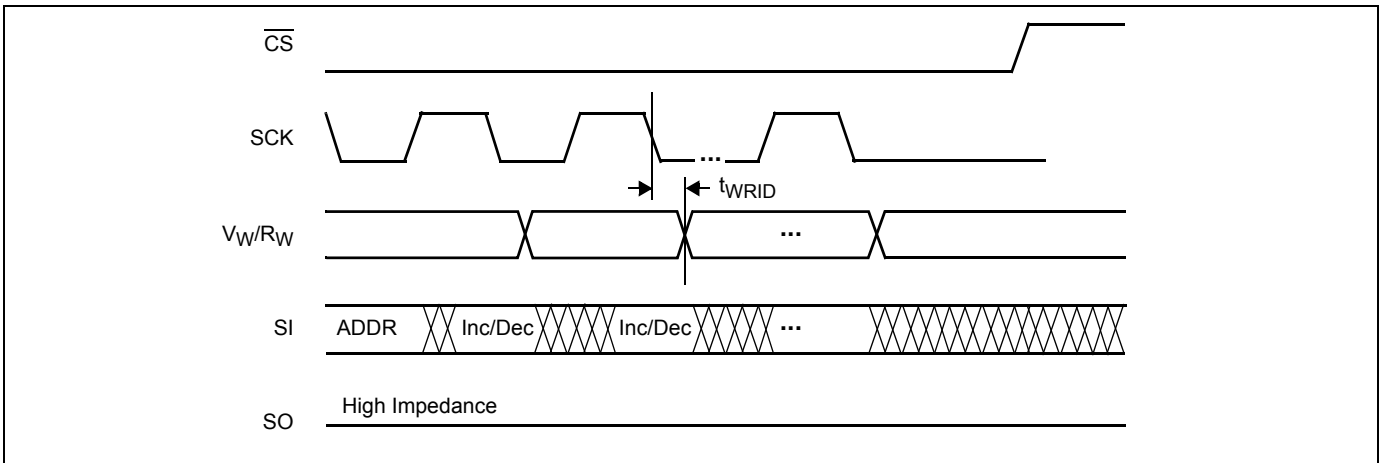 CS
SCK
...
tWRID
VW/RW
...
SI ADDR Inc/Dec Inc/Dec ...
High Impedance
SO